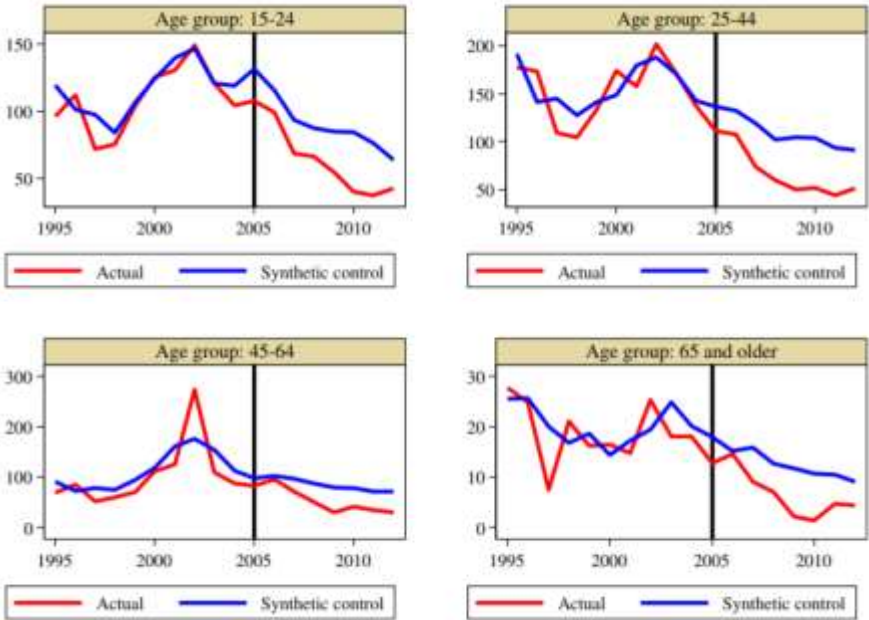 Age group: 15-24
150
100
50
1995 2000 2005 2010
Actual Synthetic control
Age group: 25-44
200
150
100
50
1995 2000 2005 2010
Actual Synthetic control
Age group: 45-64
300
200
100
0
1995 2000 2005 2010
Actual Synthetic control
Age group: 65 and older
30
20
10
0
1995 2000 2005 2010
Actual Synthetic control